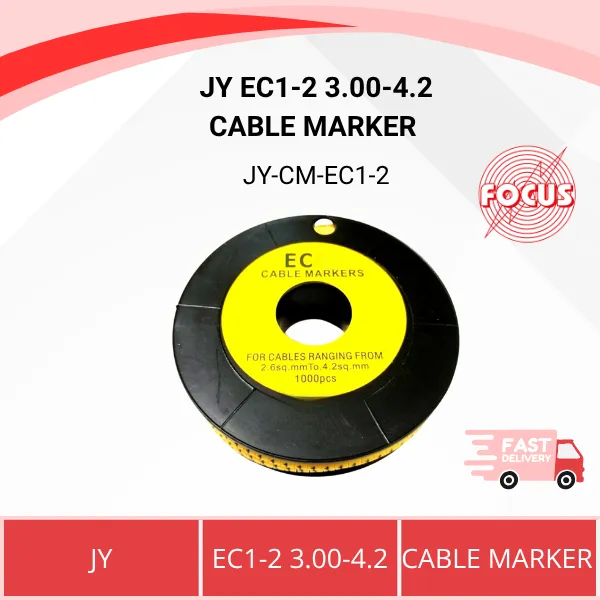 JY EC1-2 3.00-4.2
CABLE MARKER
JY-CM-EC1-2
FOCUS
EC
CABLE MARKERS
FOR CABLES RANGING FROM
2.6sq.mmTo.4.2sq.mm
1000pcs
FAST
DELIVERY
JY
EC1-2 3.00-4.2
CABLE MARKER